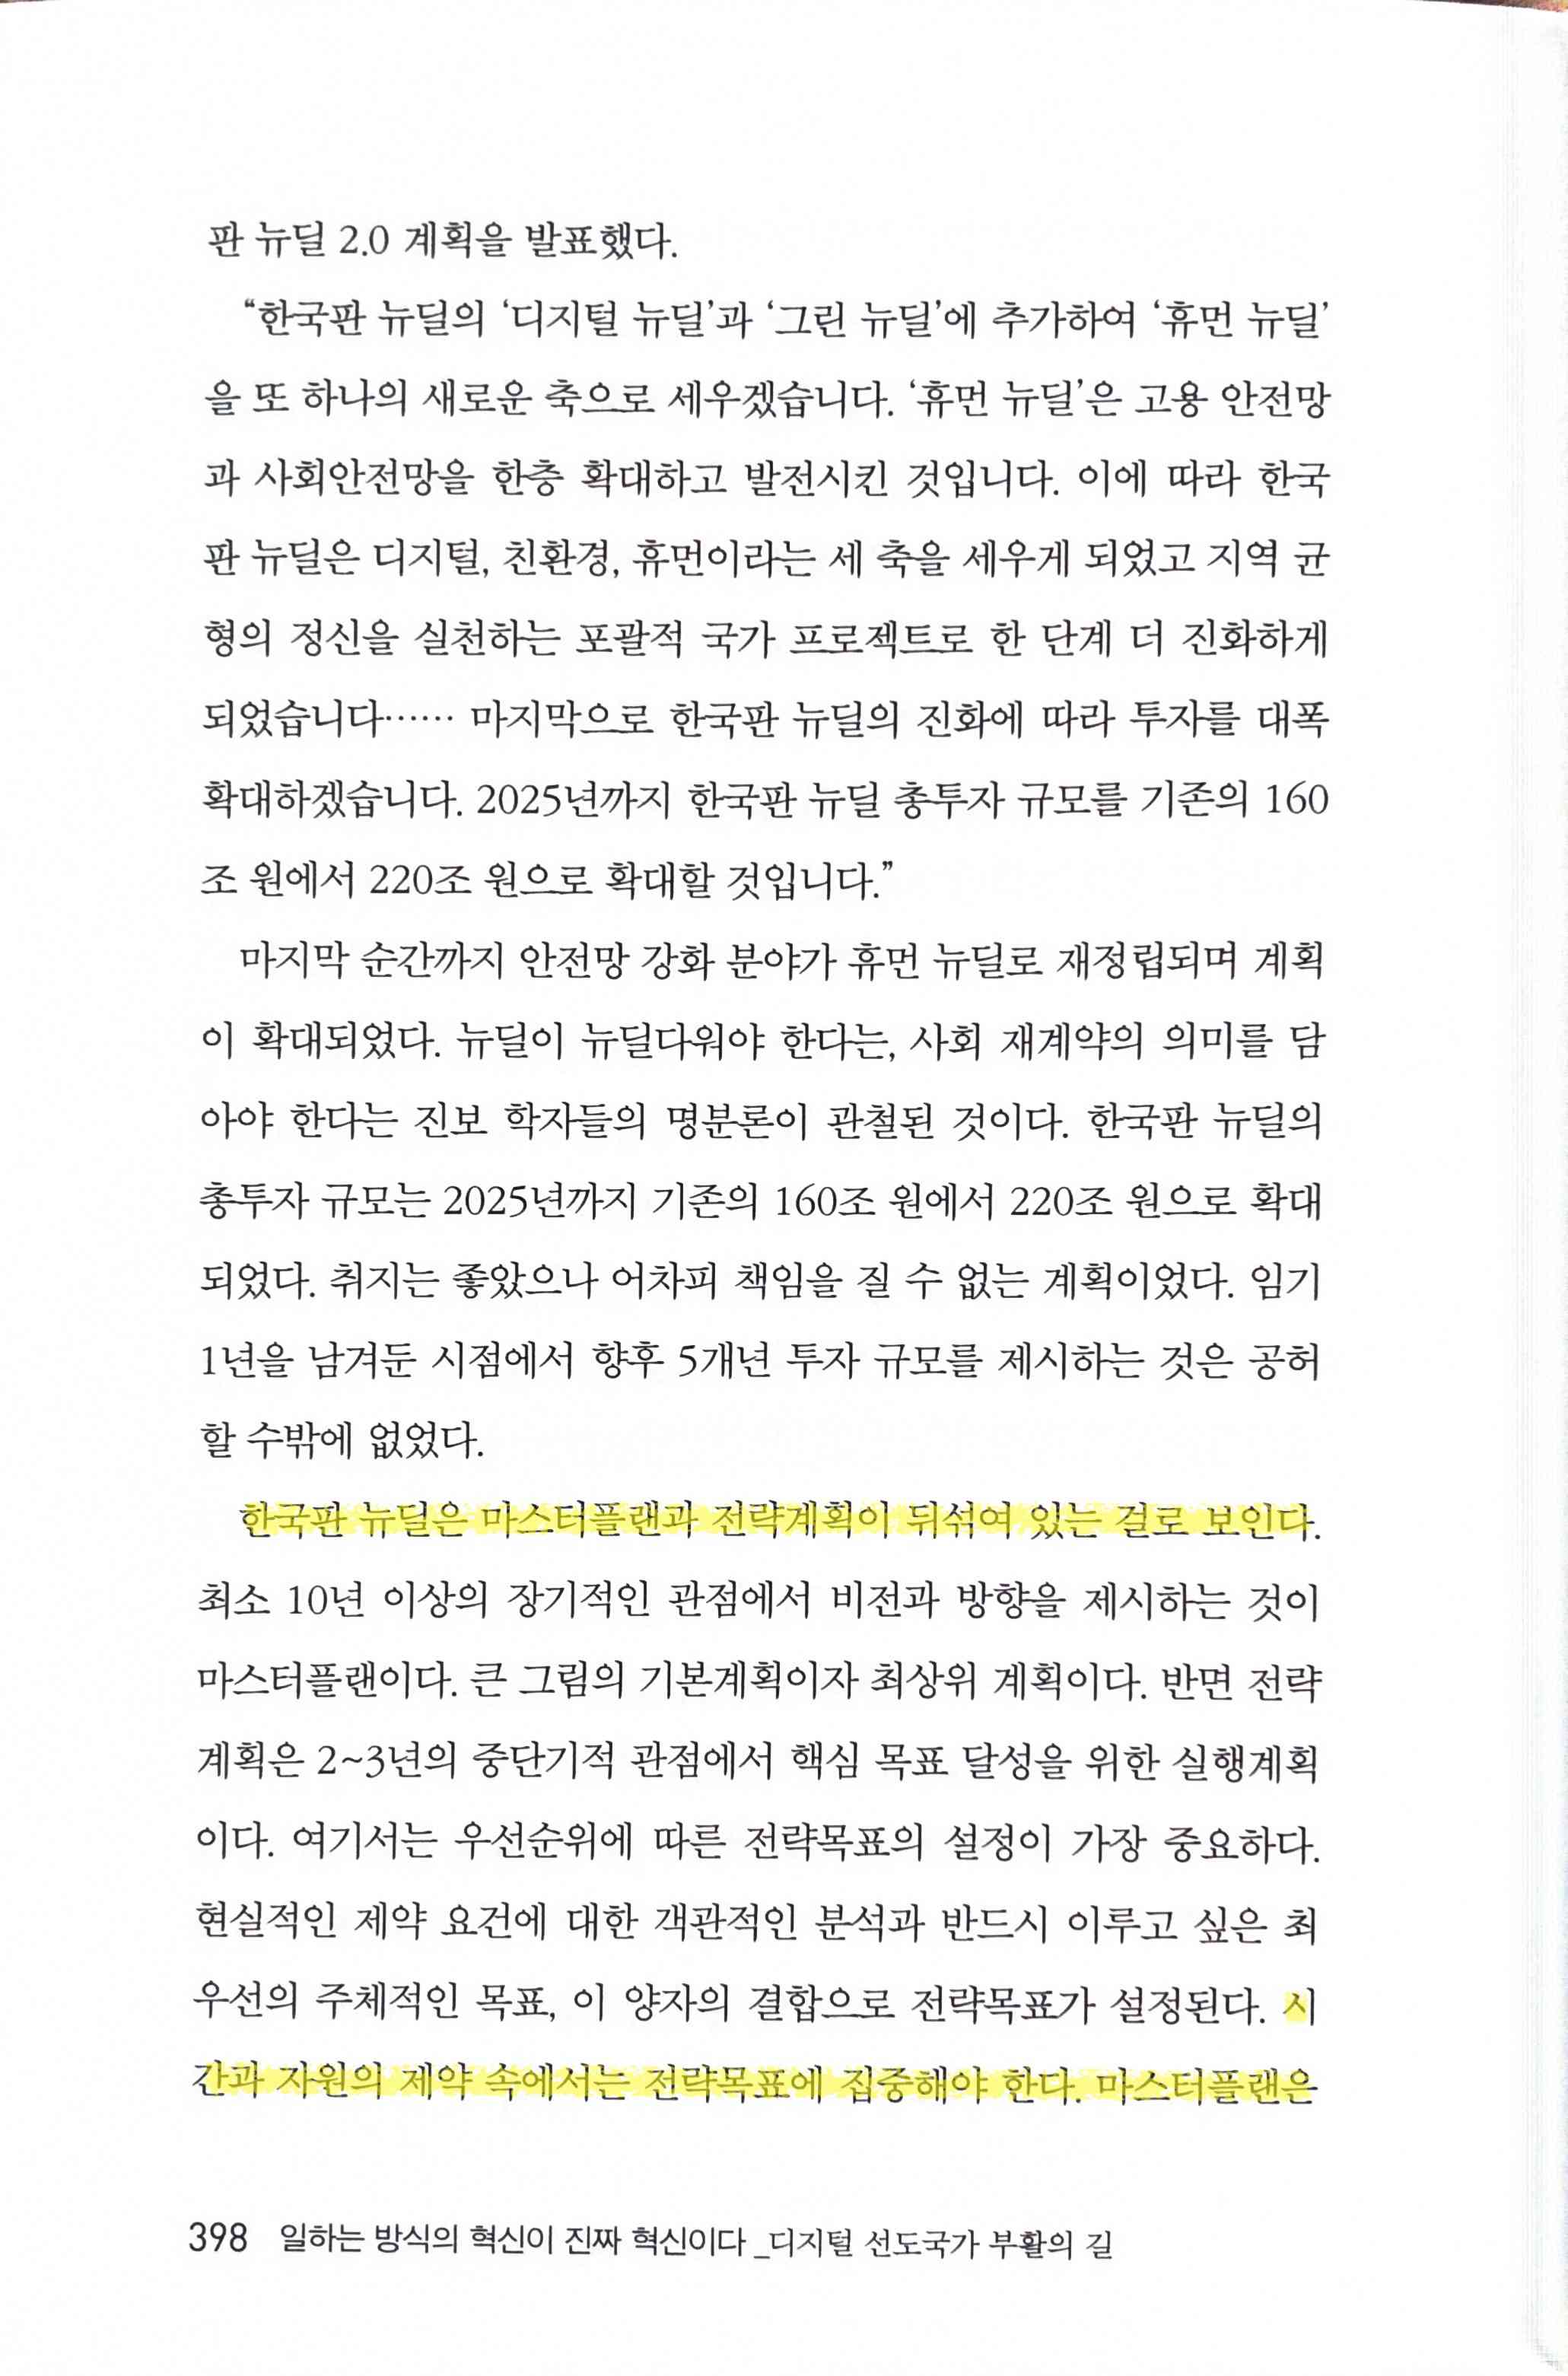 판 뉴딜 2.0 계획을 발표했다.
“한국판 뉴딜의 ‘디지털 뉴딜’과 ‘그린 뉴딜’에 추가하여 ‘휴먼 뉴딜’
을 또 하나의 새로운 축으로 세우겠습니다. ‘휴먼 뉴딜’은 고용 안전망
과 사회안전망을 한층 확대하고 발전시킨 것입니다. 이에 따라 한국
판 뉴딜은 디지털, 친환경, 휴먼이라는 세 축을 세우게 되었고 지역 균
형의 정신을 실천하는 포괄적 국가 프로젝트로 한 단계 더 진화하게
되었습니다…… 마지막으로 한국판 뉴딜의 진화에 따라 투자를 대폭
확대하겠습니다. 2025년까지 한국판 뉴딜 총투자 규모를 기존의 160
조 원에서 220조 원으로 확대할 것입니다.”
마지막 순간까지 안전망 강화 분야가 휴먼 뉴딜로 재정립되며 계획
이 확대되었다. 뉴딜이 뉴딜다워야 한다는, 사회 재계약의 의미를 담
아야 한다는 진보 학자들의 명분론이 관철된 것이다. 한국판 뉴딜의
총투자 규모는 2025년까지 기존의 160조 원에서 220조 원으로 확대
되었다. 취지는 좋았으나 어차피 책임을 질 수 없는 계획이었다. 임기
1년을 남겨둔 시점에서 향후 5개년 투자 규모를 제시하는 것은 공허
할 수밖에 없었다.
한국판 뉴딜은 마스터플랜과 전략계획이 뒤섞여 있는 걸로 보인다.
최소 10년 이상의 장기적인 관점에서 비전과 방향을 제시하는 것이
마스터플랜이다. 큰 그림의 기본계획이자 최상위 계획이다. 반면 전략
계획은 2~3년의 중단기적 관점에서 핵심 목표 달성을 위한 실행계획
이다. 여기서는 우선순위에 따른 전략목표의 설정이 가장 중요하다.
현실적인 제약 요건에 대한 객관적인 분석과 반드시 이루고 싶은 최
우선의 주체적인 목표, 이 양자의 결합으로 전략목표가 설정된다. 시
간과 자원의 제약 속에서는 전략목표에 집중해야 한다. 마스터플랜은
398 일하는 방식의 혁신이 진짜 혁신이다 _디지털 선도국가 부활의 길